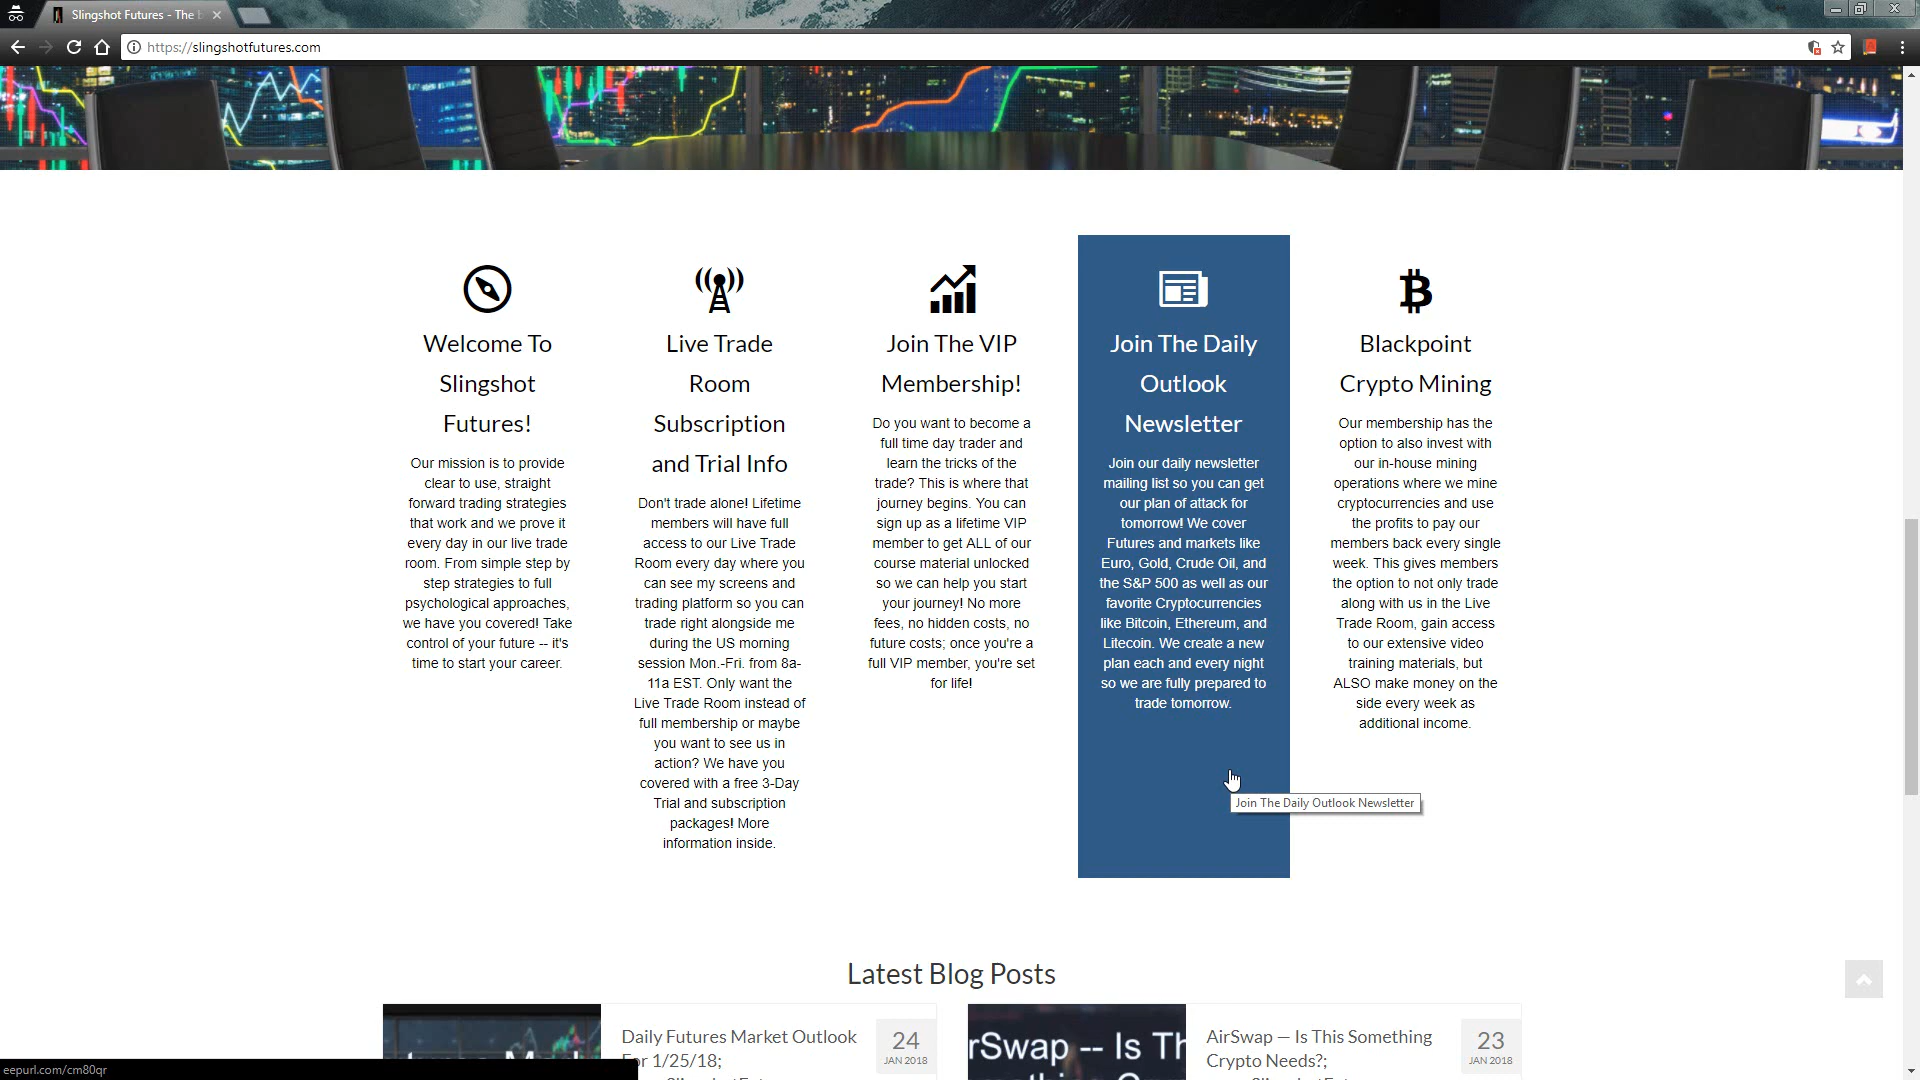 Slingshot Futures - The b
https://slingshotfutures.com
Welcome To
Slingshot
Futures!
Our mission is to provide
clear to use, straight
forward trading strategies
that work and we prove it
every day in our live trade
room. From simple step by
step strategies to full
psychological approaches,
we have you covered! Take
control of your future -- it's
time to start your career.
Live Trade
Room
Subscription
and Trial Info
Don't trade alone! Lifetime
members will have full
access to our Live Trade
Room every day where you
can see my screens and
trading platform so you can
trade right alongside me
during the US morning
session Mon.-Fri. from 8a-
11a EST. Only want the
Live Trade Room instead of
full membership or maybe
you want to see us in
action? We have you
covered with a free 3-Day
Trial and subscription
packages! More
information inside.
Join The VIP
Membership!
Do you want to become a
full time day trader and
learn the tricks of the
trade? This is where that
journey begins. You can
sign up as a lifetime VIP
member to get ALL of our
course material unlocked
so we can help you start
your journey! No more
fees, no hidden costs, no
future costs; once you're a
full VIP member, you're set
for life!
Join The Daily
Outlook
Newsletter
Join our daily newsletter
mailing list so you can get
our plan of attack for
tomorrow! We cover
Futures and markets like
Euro, Gold, Crude Oil, and
the S&P 500 as well as our
favorite Cryptocurrencies
like Bitcoin, Ethereum, and
Litecoin. We create a new
plan each and every night
so we are fully prepared to
trade tomorrow.
Join The Daily Outlook Newsletter
Blackpoint
Crypto Mining
Our membership has the
option to also invest with
our in-house mining
operations where we mine
cryptocurrencies and use
the profits to pay our
members back every single
week. This gives members
the option to not only trade
along with us in the Live
Trade Room, gain access
to our extensive video
training materials, but
ALSO make money on the
side every week as
additional income.
Latest Blog Posts
Daily Futures Market Outlook
For 1/25/18;
24
JAN 2018
rSwap -- Is Th
AirSwap — Is This Something
Crypto Needs?;
23
JAN 2018
eepurl.com/cm80qr